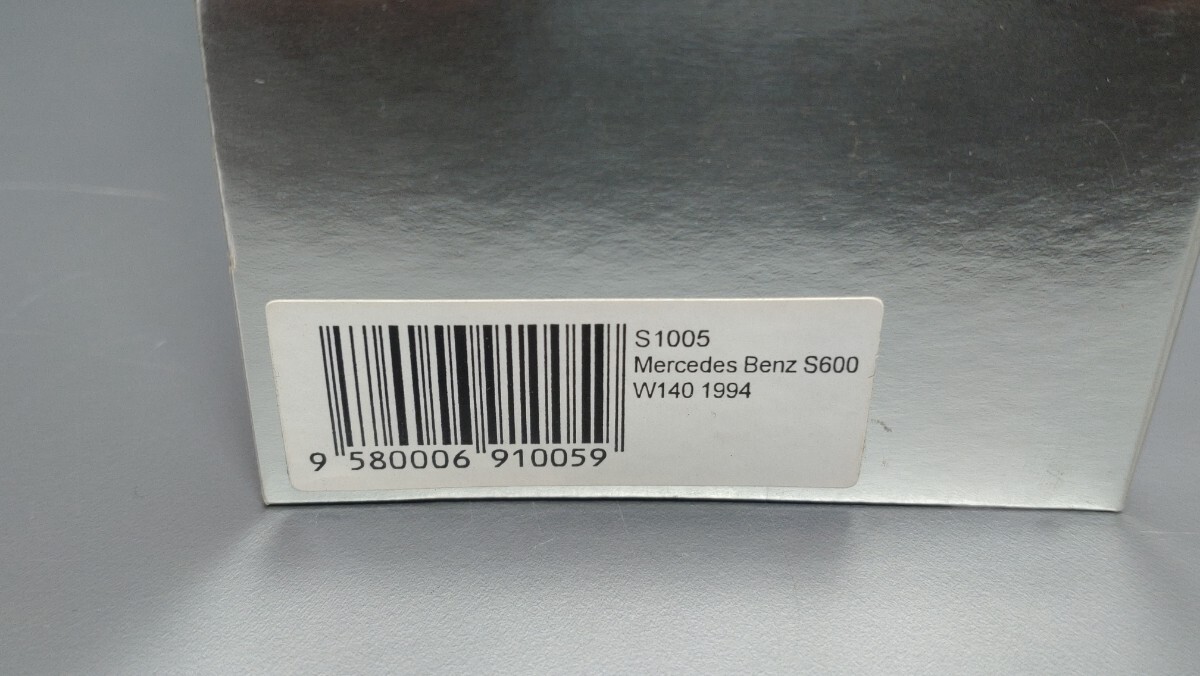 S1005
Mercedes Benz S600
W140 1994
9 580006 910059